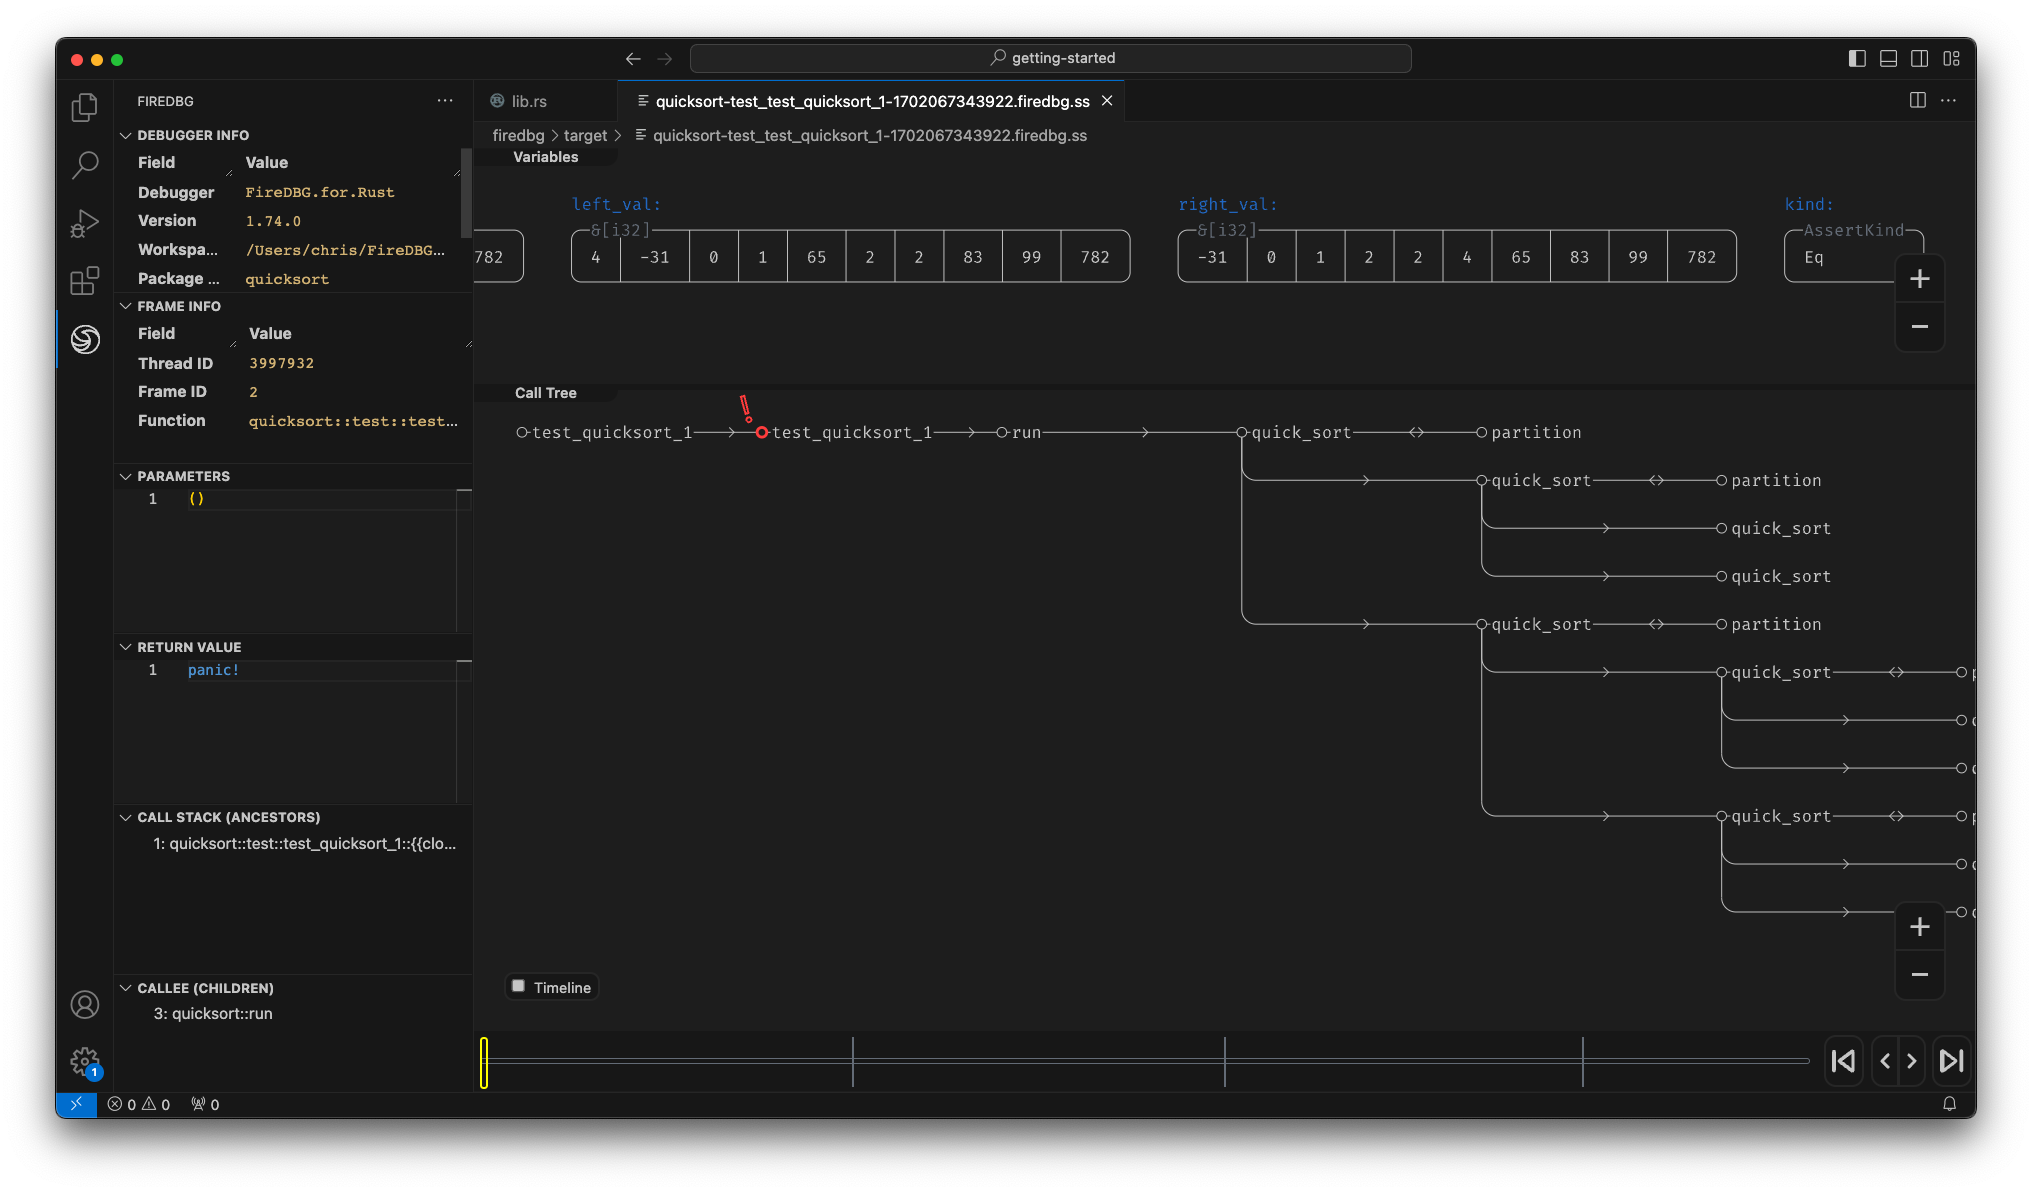 getting-started
FIREDBG
DEBUGGER INFO
Field Value
Debugger FireDBG.for.Rust
Version 1.74.0
Workspa... /Users/chris/FireDBG...
Package ... quicksort
FRAME INFO
Field Value
Thread ID 3997932
Frame ID 2
Function quicksort::test::test...
PARAMETERS
1 ()
RETURN VALUE
1 panic!
CALL STACK (ANCESTORS)
1: quicksort::test::test_quicksort_1::{{clo...
CALLEE (CHILDREN)
3: quicksort::run
lib.rs quicksort-test_test_quicksort_1-1702067343922.firedbg.ss
firedbg > target > quicksort-test_test_quicksort_1-1702067343922.firedbg.ss
Variables
left_val: right_val: kind:
&[i32] &[i32] AssertKind
782 4 -31 0 1 65 2 2 83 99 782 -31 0 1 2 2 4 65 83 99 782 Eq
+
−
Call Tree
!
test_quicksort_1 test_quicksort_1 run quick_sort partition
quick_sort partition
quick_sort
quick_sort
quick_sort partition
quick_sort
quick_sort
+
−
Timeline
1
0 0 0